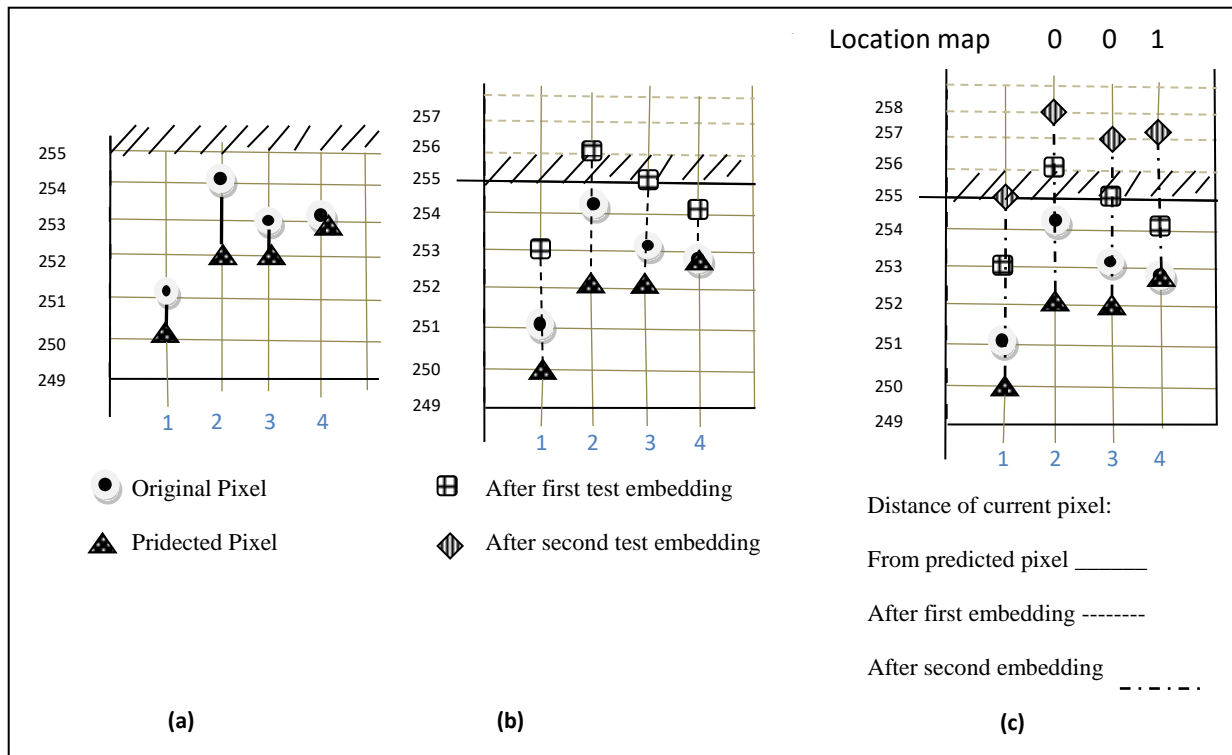 Location map 0 0 1
255
254
253
252
251
250
249
1 2 3 4
257
256
255
254
253
252
251
250
249
1 2 3 4
258
257
256
255
254
253
252
251
250
249
1 2 3 4
Original Pixel
Pridected Pixel
After first test embedding
After second test embedding
Distance of current pixel:
From predicted pixel ______
After first embedding --------
After second embedding
(a)
(b)
(c)